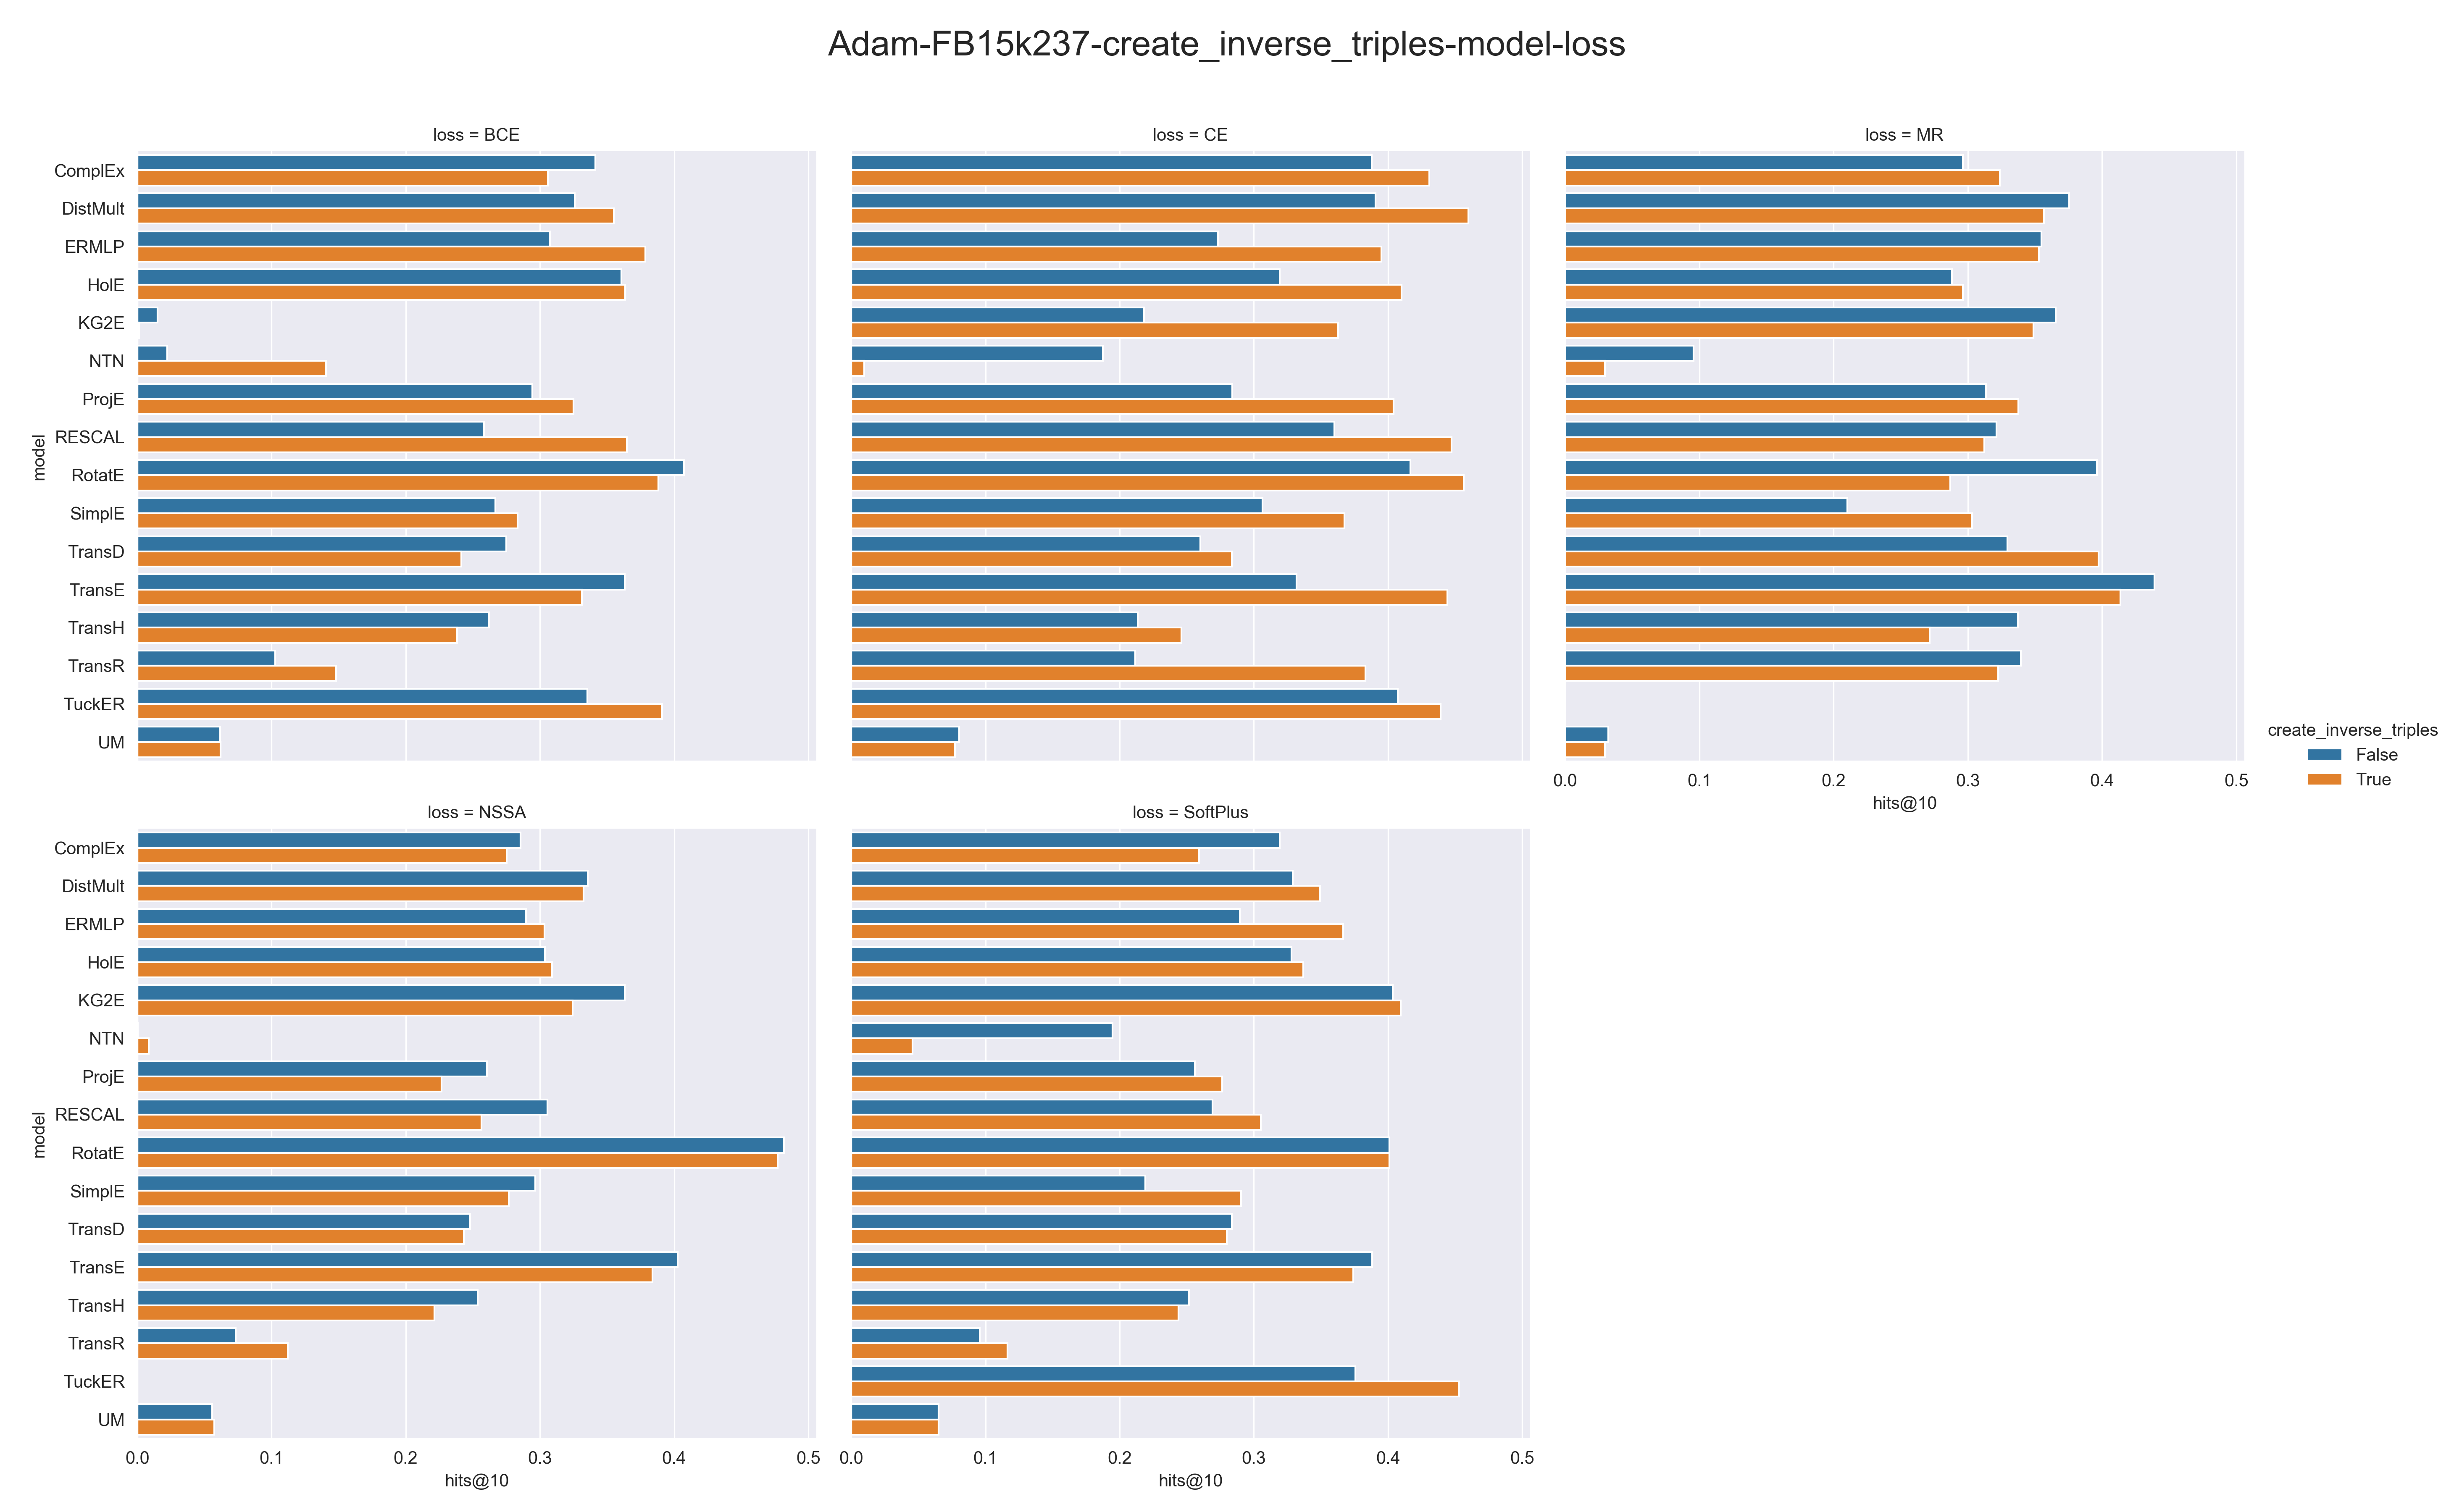 Adam-FB15k237-create_inverse_triples-model-loss
loss = BCE
loss = CE
loss = MR
model
ComplEx
DistMult
ERMLP
HolE
KG2E
NTN
ProjE
RESCAL
RotatE
SimplE
TransD
TransE
TransH
TransR
TuckER
UM
0.0 0.1 0.2 0.3 0.4 0.5
hits@10
create_inverse_triples
False
True
loss = NSSA
loss = SoftPlus
model
ComplEx
DistMult
ERMLP
HolE
KG2E
NTN
ProjE
RESCAL
RotatE
SimplE
TransD
TransE
TransH
TransR
TuckER
UM
0.0 0.1 0.2 0.3 0.4 0.5
hits@10
0.0 0.1 0.2 0.3 0.4 0.5
hits@10